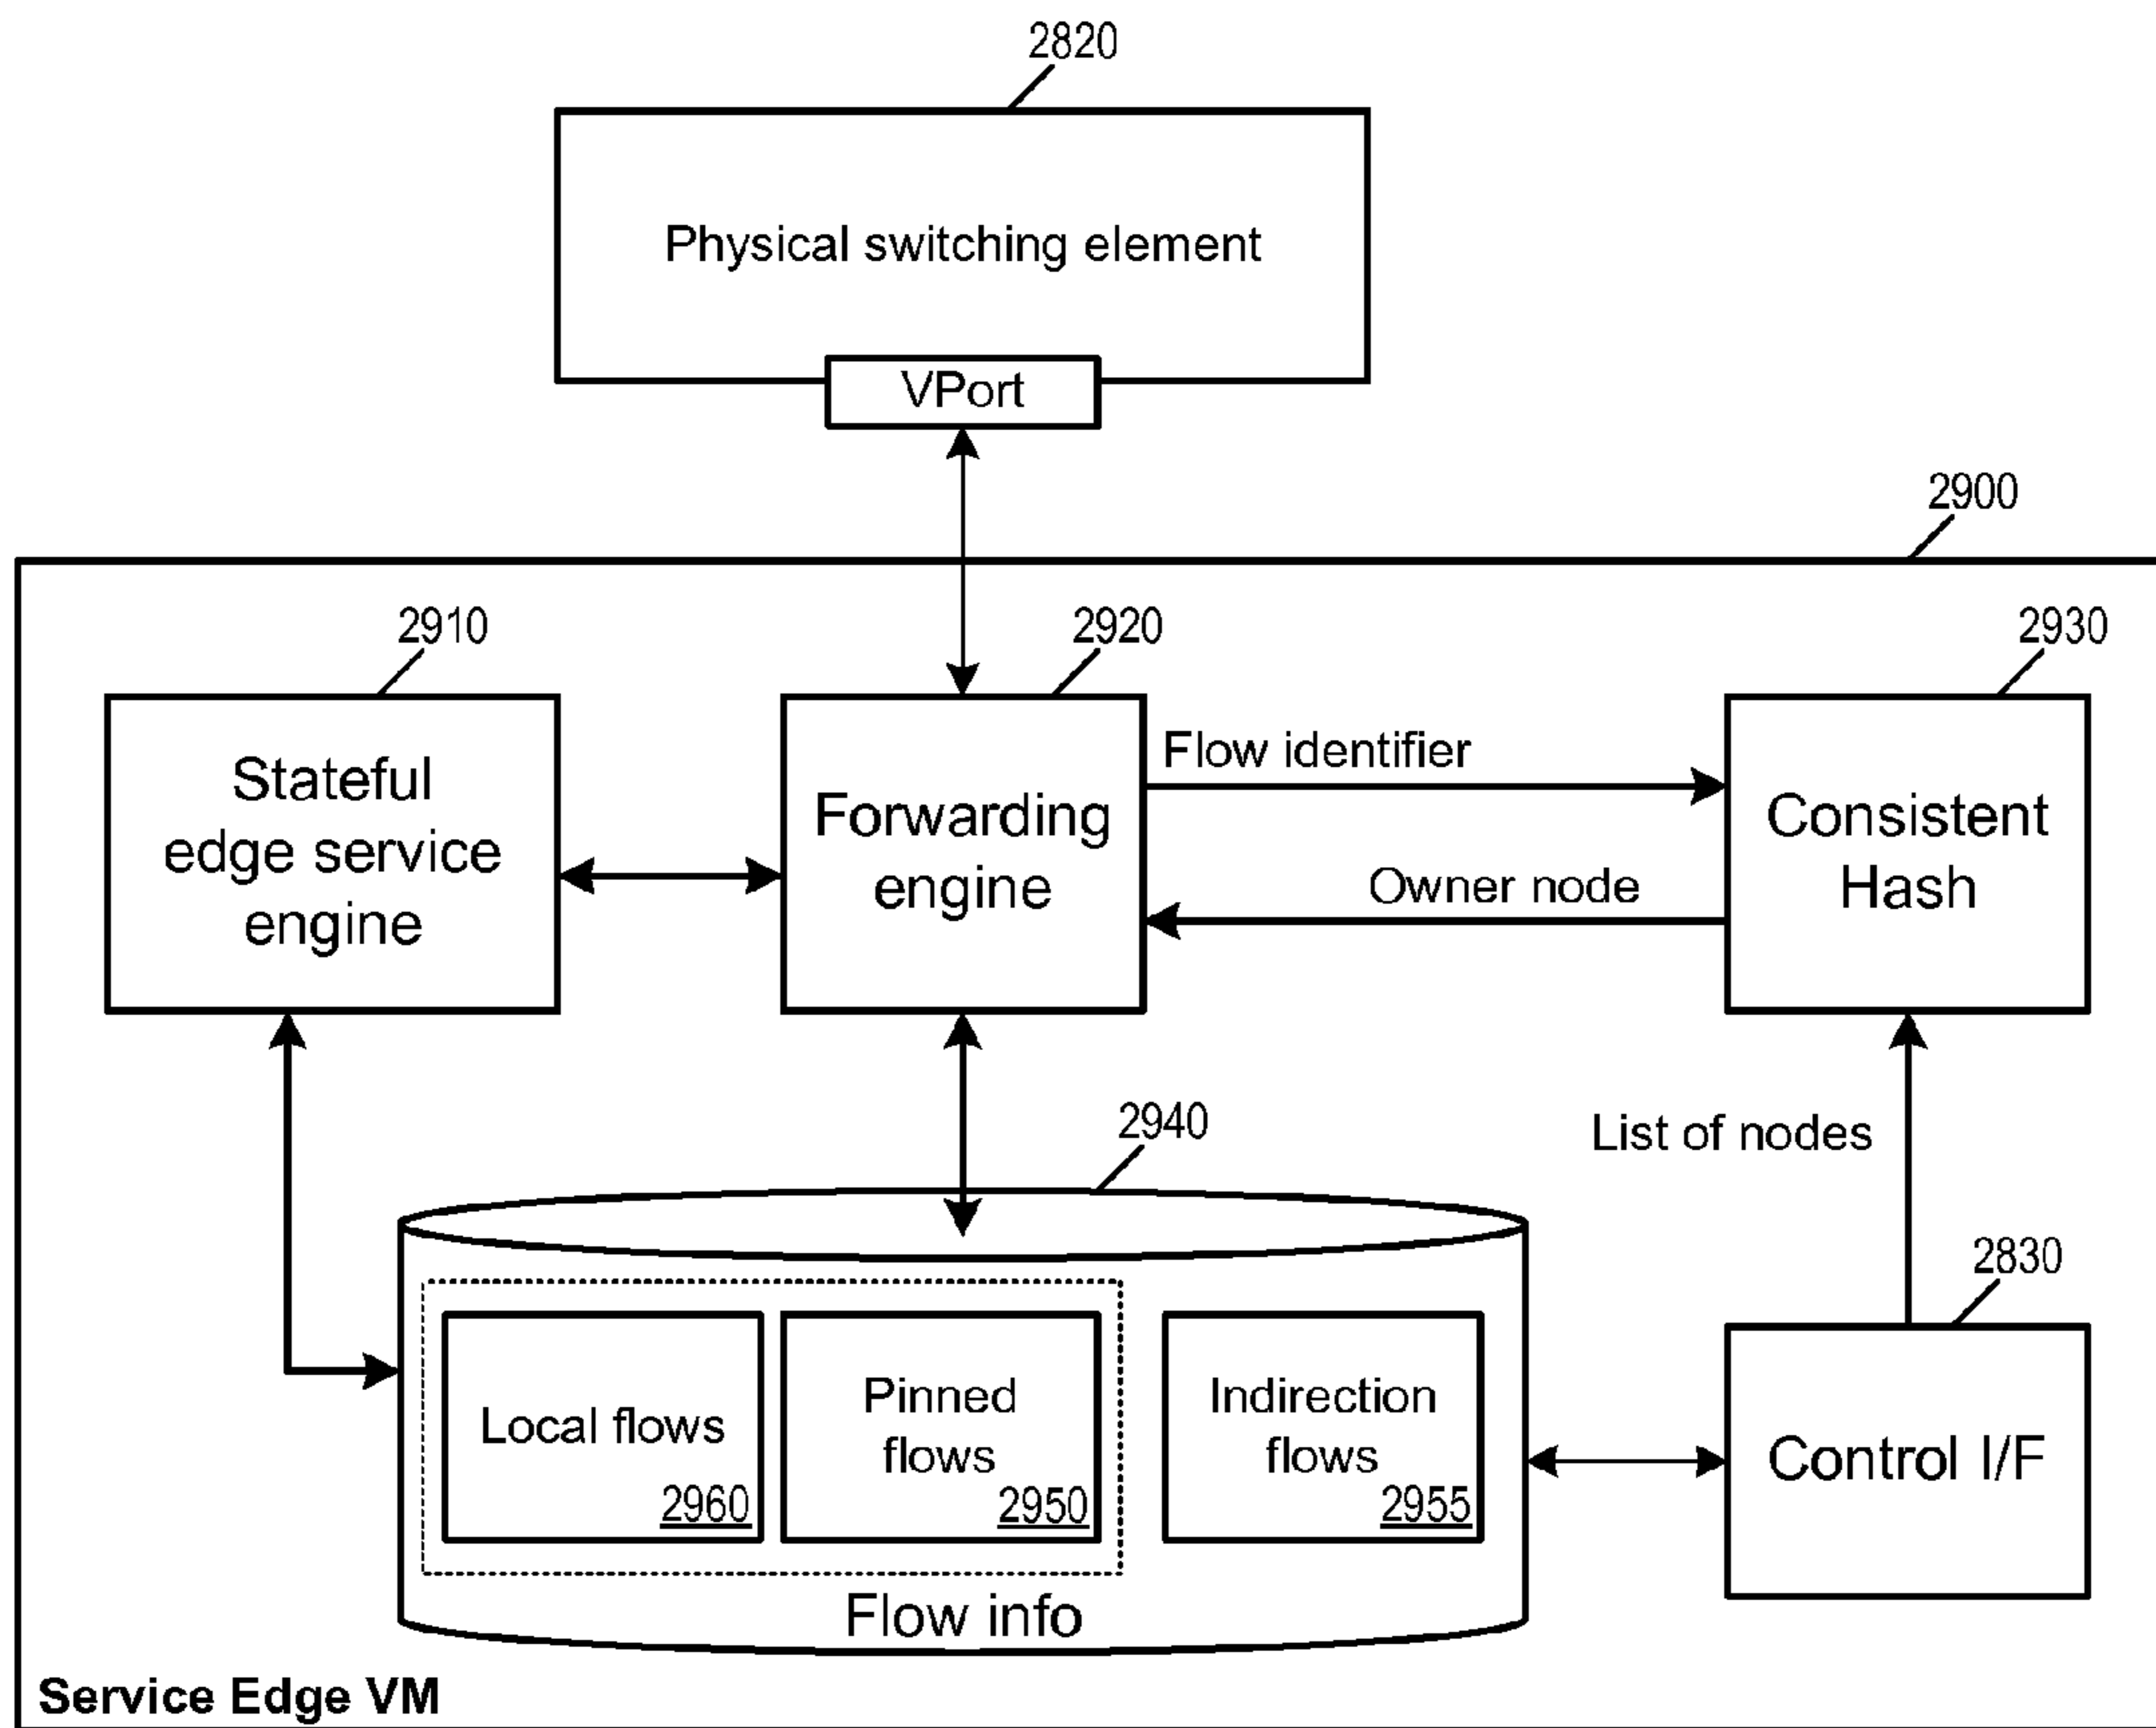 2820
Physical switching element
VPort
2900
2910
2920
2930
Stateful
edge service
engine
Forwarding
engine
Flow identifier
Owner node
Consistent
Hash
2940
List of nodes
2830
Local flows
2960
Pinned
flows
2950
Indirection
flows
2955
Control I/F
Flow info
Service Edge VM